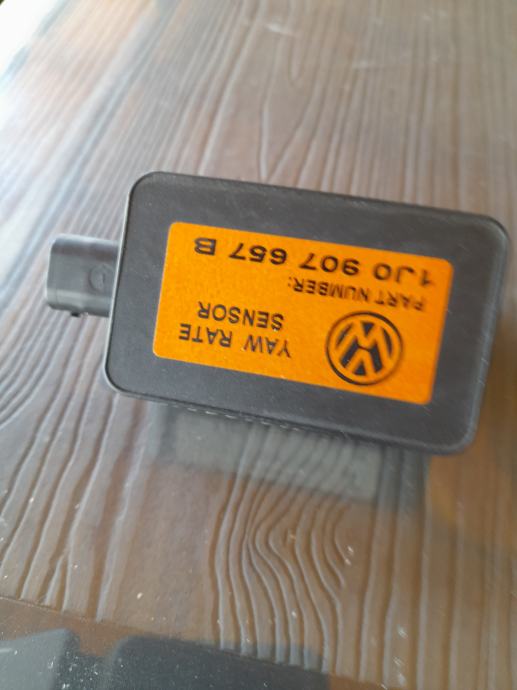 YAW RATE
SENSOR
PART NUMBER:
1J0 907 657 B